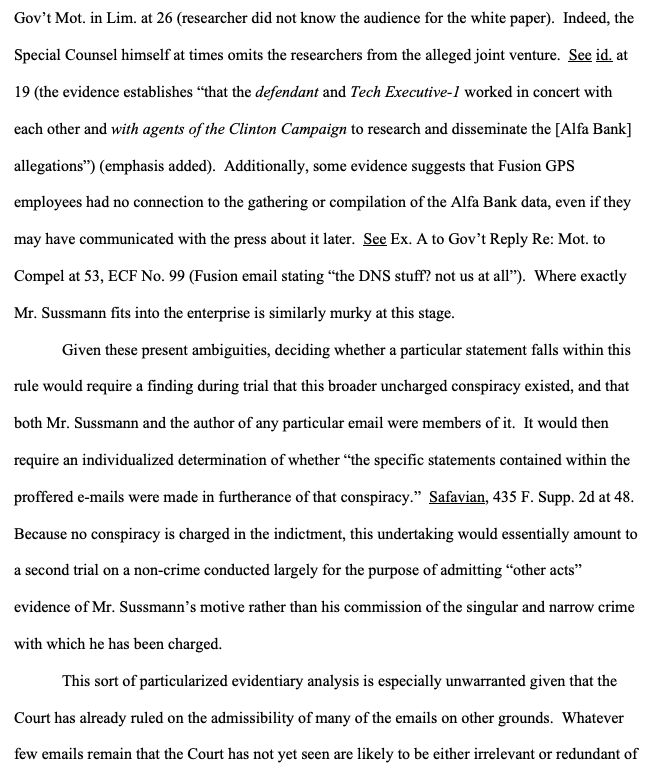 Gov't Mot. in Lim. at 26 (researcher did not know the audience for the white paper).  Indeed, the
Special Counsel himself at times omits the researchers from the alleged joint venture.  See id. at
19 (the evidence establishes “that the defendant and Tech Executive-1 worked in concert with
each other and with agents of the Clinton Campaign to research and disseminate the [Alfa Bank]
allegations”) (emphasis added).  Additionally, some evidence suggests that Fusion GPS
employees had no connection to the gathering or compilation of the Alfa Bank data, even if they
may have communicated with the press about it later.  See Ex. A to Gov't Reply Re: Mot. to
Compel at 53, ECF No. 99 (Fusion email stating “the DNS stuff? not us at all”).  Where exactly
Mr. Sussmann fits into the enterprise is similarly murky at this stage.
Given these present ambiguities, deciding whether a particular statement falls within this
rule would require a finding during trial that this broader uncharged conspiracy existed, and that
both Mr. Sussmann and the author of any particular email were members of it.  It would then
require an individualized determination of whether “the specific statements contained within the
proffered e-mails were made in furtherance of that conspiracy.”  Safavian, 435 F. Supp. 2d at 48.
Because no conspiracy is charged in the indictment, this undertaking would essentially amount to
a second trial on a non-crime conducted largely for the purpose of admitting “other acts”
evidence of Mr. Sussmann's motive rather than his commission of the singular and narrow crime
with which he has been charged.
This sort of particularized evidentiary analysis is especially unwarranted given that the
Court has already ruled on the admissibility of many of the emails on other grounds.  Whatever
few emails remain that the Court has not yet seen are likely to be either irrelevant or redundant of